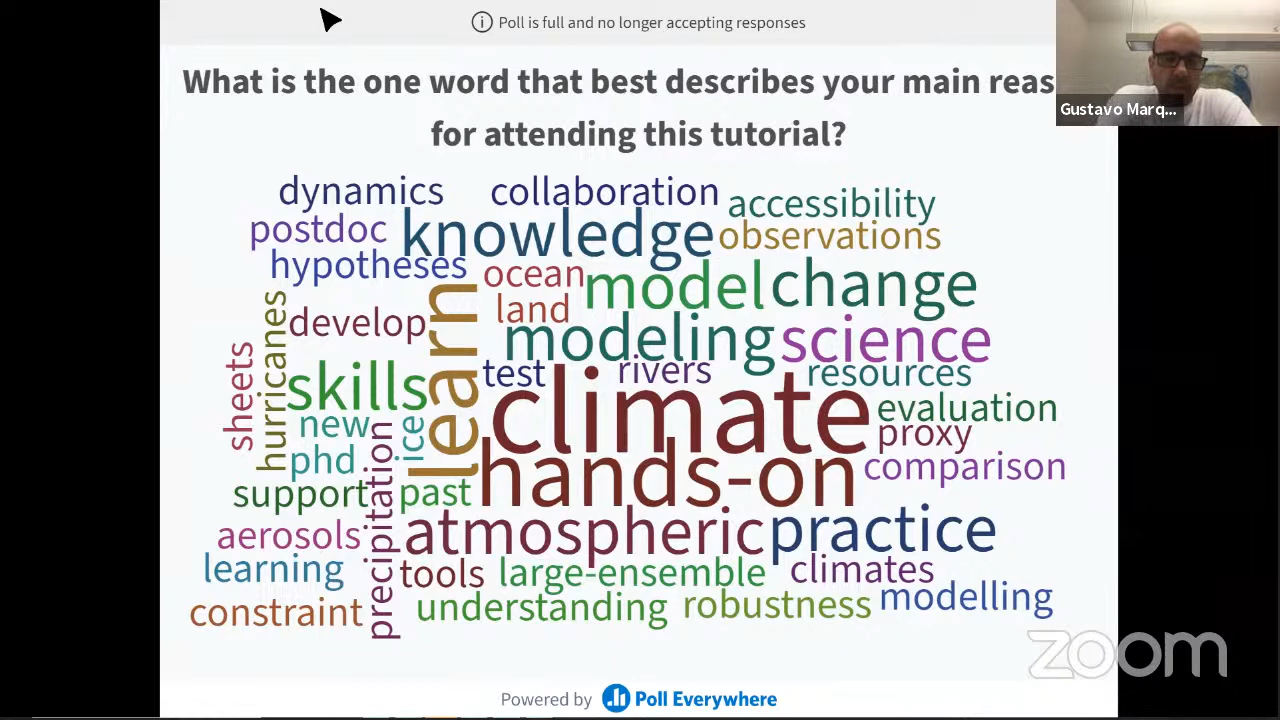 Poll is full and no longer accepting responses
What is the one word that best describes your main reas
for attending this tutorial?
Gustavo Marq...
dynamics
collaboration
accessibility
postdoc
knowledge
observations
hypotheses
ocean
model
change
land
hurricanes
develop
learn
modeling
science
sheets
skills
test
rivers
resources
climate
new
ice
evaluation
proxy
phd
precipitation
hands-on
comparison
support
past
aerosols
atmospheric
practice
learning
tools
large-ensemble
climates
constraint
understanding
robustness
modelling
zoom
Powered by Poll Everywhere